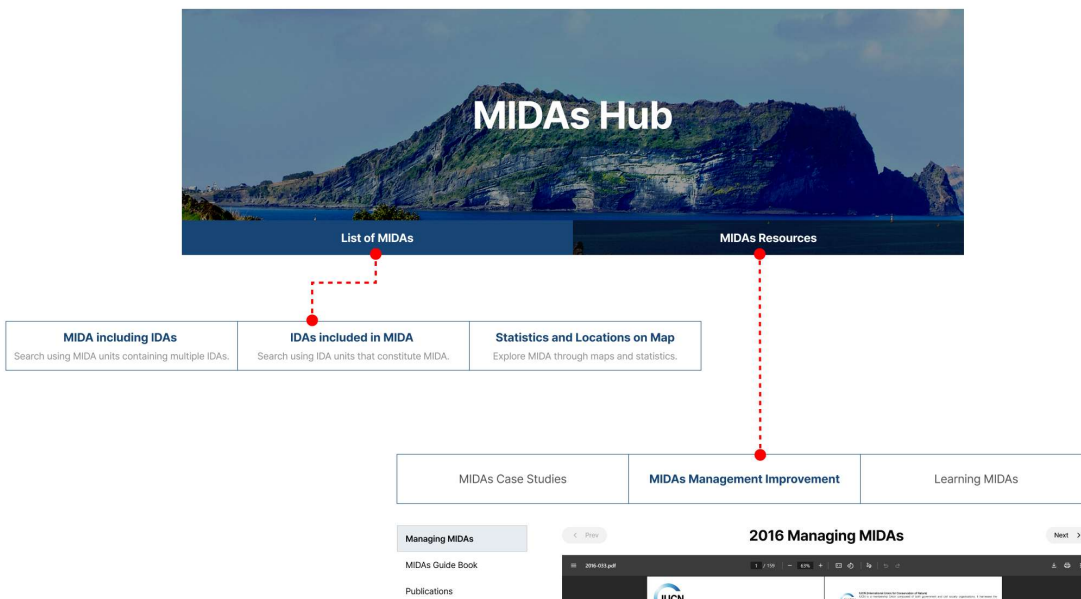 MIDAs Hub
List of MIDAs
MIDAs Resources
MIDA including IDAs
Search using MIDA units containing multiple IDAs.
IDAs included in MIDA
Search using IDA units that constitute MIDA.
Statistics and Locations on Map
Explore MIDA through maps and statistics.
MIDAs Case Studies
MIDAs Management Improvement
Learning MIDAs
Managing MIDAs
MIDAs Guide Book
Publications
< Prev
2016 Managing MIDAs
Next >
2016-033.pdf
1 / 159
63%
IUCN